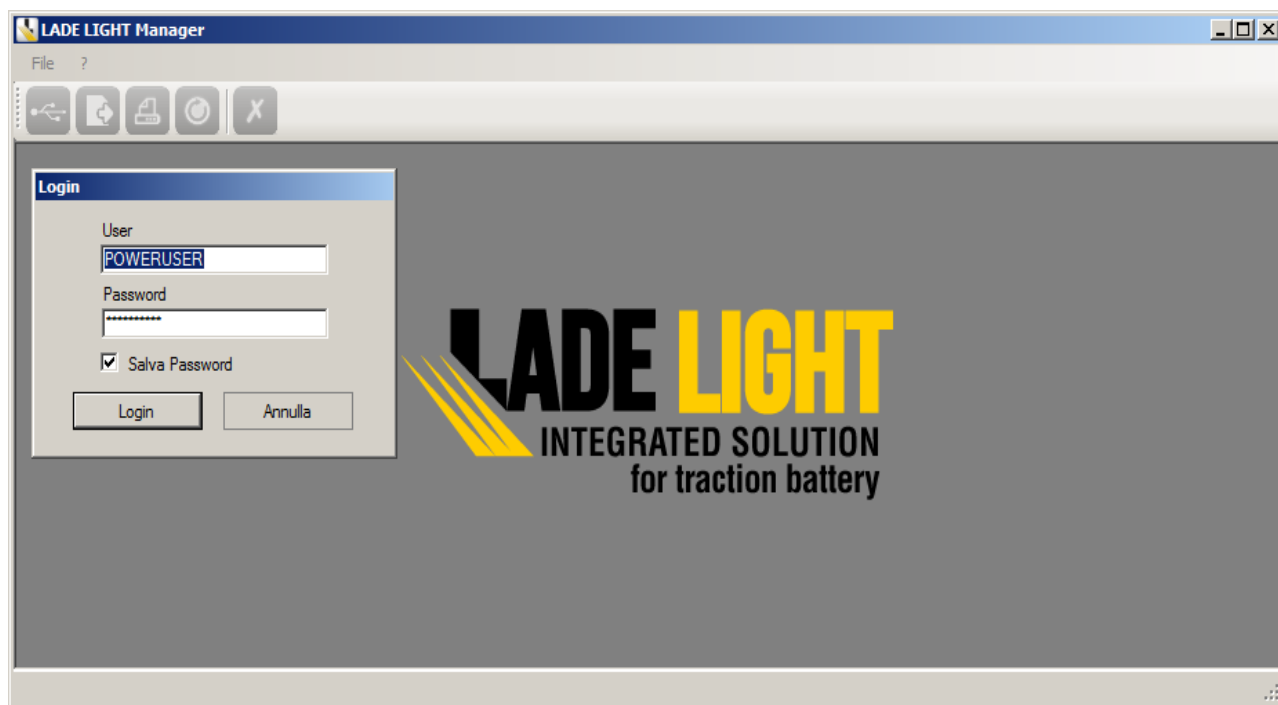 LADE LIGHT Manager
File ?
Login
User
POWERUSER
Password
**********
Salva Password
Login Annulla
LADE LIGHT
INTEGRATED SOLUTION
for traction battery